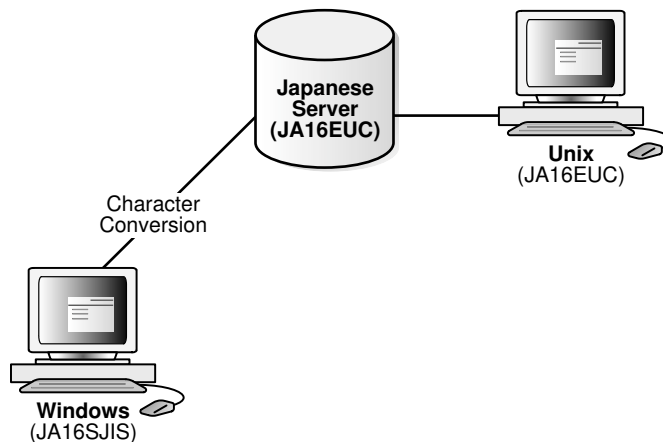 Japanese
Server
(JA16EUC)
Unix
(JA16EUC)
Character
Conversion
Windows
(JA16SJIS)